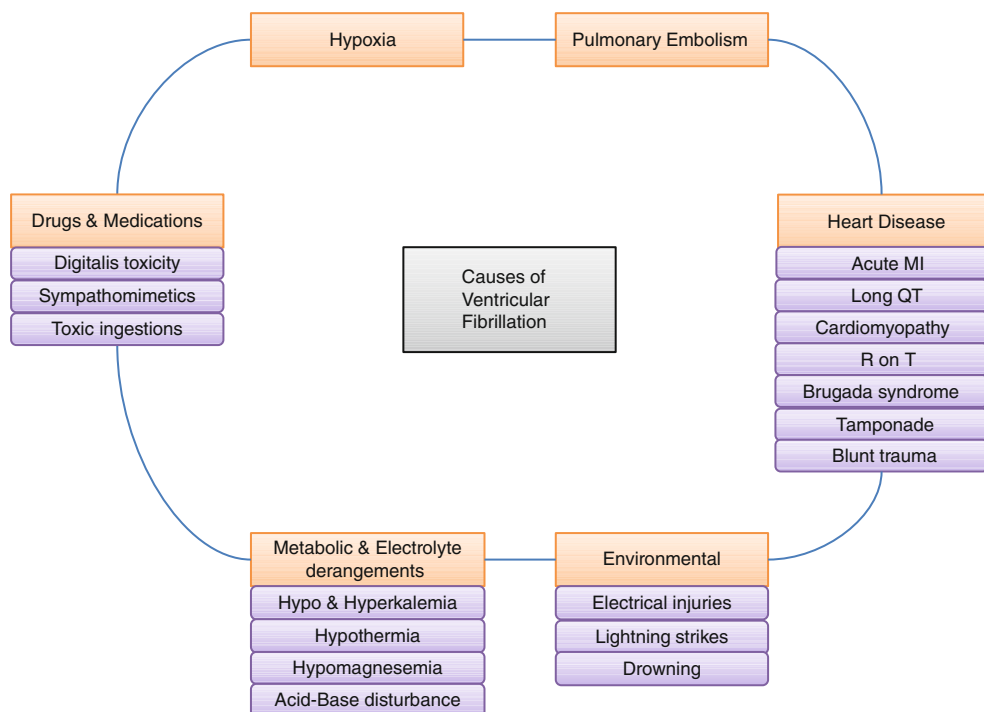 Hypoxia
Pulmonary Embolism
Drugs & Medications
Digitalis toxicity
Sympathomimetics
Toxic ingestions
Causes of
Ventricular
Fibrillation
Heart Disease
Acute MI
Long QT
Cardiomyopathy
R on T
Brugada syndrome
Tamponade
Blunt trauma
Metabolic & Electrolyte
derangements
Hypo & Hyperkalemia
Hypothermia
Hypomagnesemia
Acid-Base disturbance
Environmental
Electrical injuries
Lightning strikes
Drowning